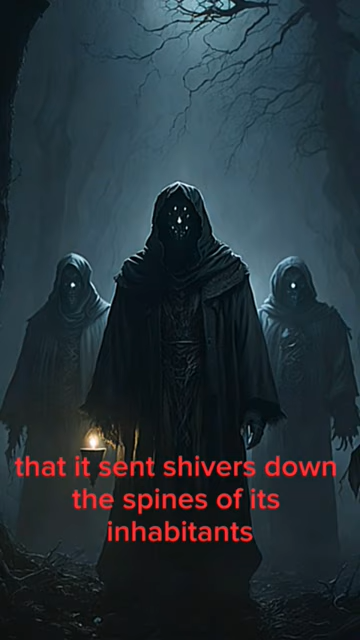 that it sent shivers down
the spines of its
inhabitants